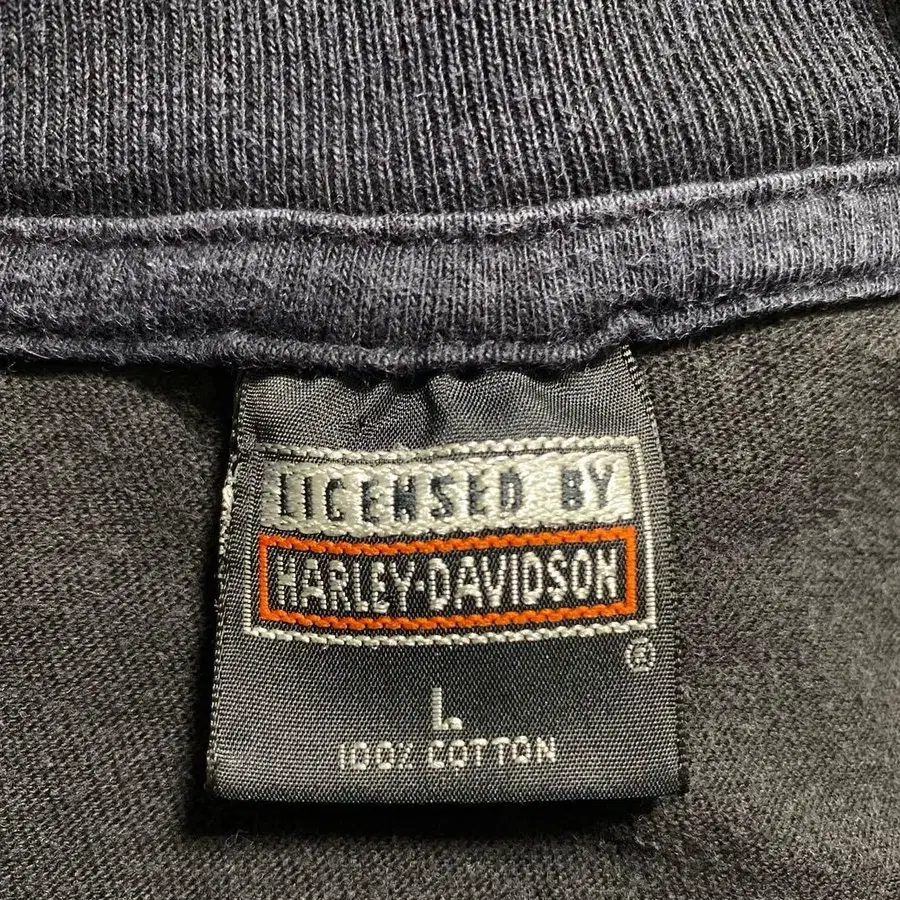 LICENSED BY
HARLEY-DAVIDSON
®
L
100% COTTON